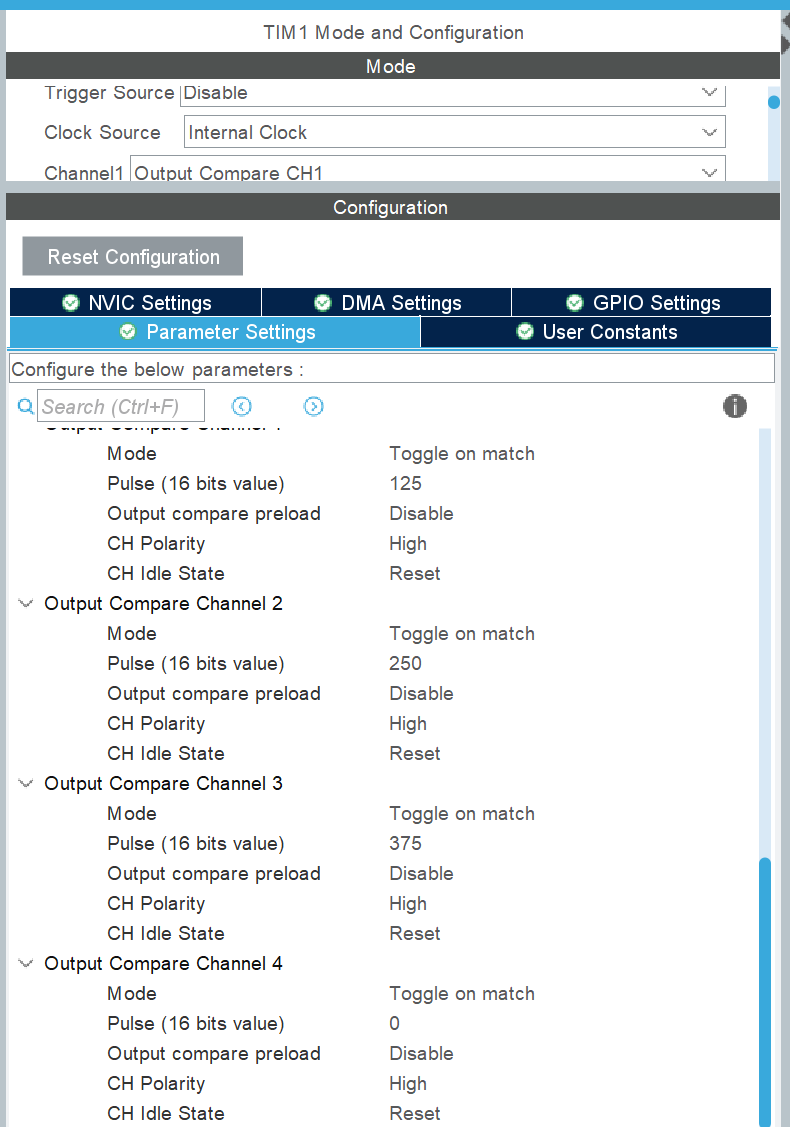 TIM1 Mode and Configuration
Mode
Trigger Source Disable
Clock Source Internal Clock
Channel1 Output Compare CH1
Configuration
Reset Configuration
NVIC Settings DMA Settings GPIO Settings
Parameter Settings User Constants
Configure the below parameters :
Search (Ctrl+F)
Output Compare Channel 1
Mode Toggle on match
Pulse (16 bits value) 125
Output compare preload Disable
CH Polarity High
CH Idle State Reset
Output Compare Channel 2
Mode Toggle on match
Pulse (16 bits value) 250
Output compare preload Disable
CH Polarity High
CH Idle State Reset
Output Compare Channel 3
Mode Toggle on match
Pulse (16 bits value) 375
Output compare preload Disable
CH Polarity High
CH Idle State Reset
Output Compare Channel 4
Mode Toggle on match
Pulse (16 bits value) 0
Output compare preload Disable
CH Polarity High
CH Idle State Reset